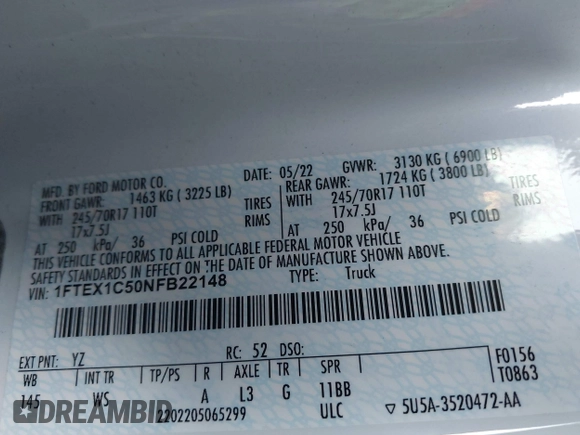 MFD. BY FORD MOTOR CO.
DATE: 05/22 GVWR: 3130 KG ( 6900 LB)
FRONT GAWR: 1463 KG ( 3225 LB)
REAR GAWR: 1724 KG ( 3800 LB)
WITH 245/70R17 110T TIRES
WITH 245/70R17 110T TIRES
17x7.5J RIMS
17x7.5J RIMS
AT 250 kPa/ 36 PSI COLD
AT 250 kPa/ 36 PSI COLD
THIS VEHICLE CONFORMS TO ALL APPLICABLE FEDERAL MOTOR VEHICLE
SAFETY STANDARDS IN EFFECT ON THE DATE OF MANUFACTURE SHOWN ABOVE.
VIN: 1FTEX1C50NFB22148 TYPE: Truck
EXT PNT: YZ RC: 52 DSO:
WB INT TR TP/PS R AXLE TR SPR
145 WS A L3 G 11BB
2202205065299 ULC
F0156
T0863
▽ 5U5A-3520472-AA
DREAMBID.COM